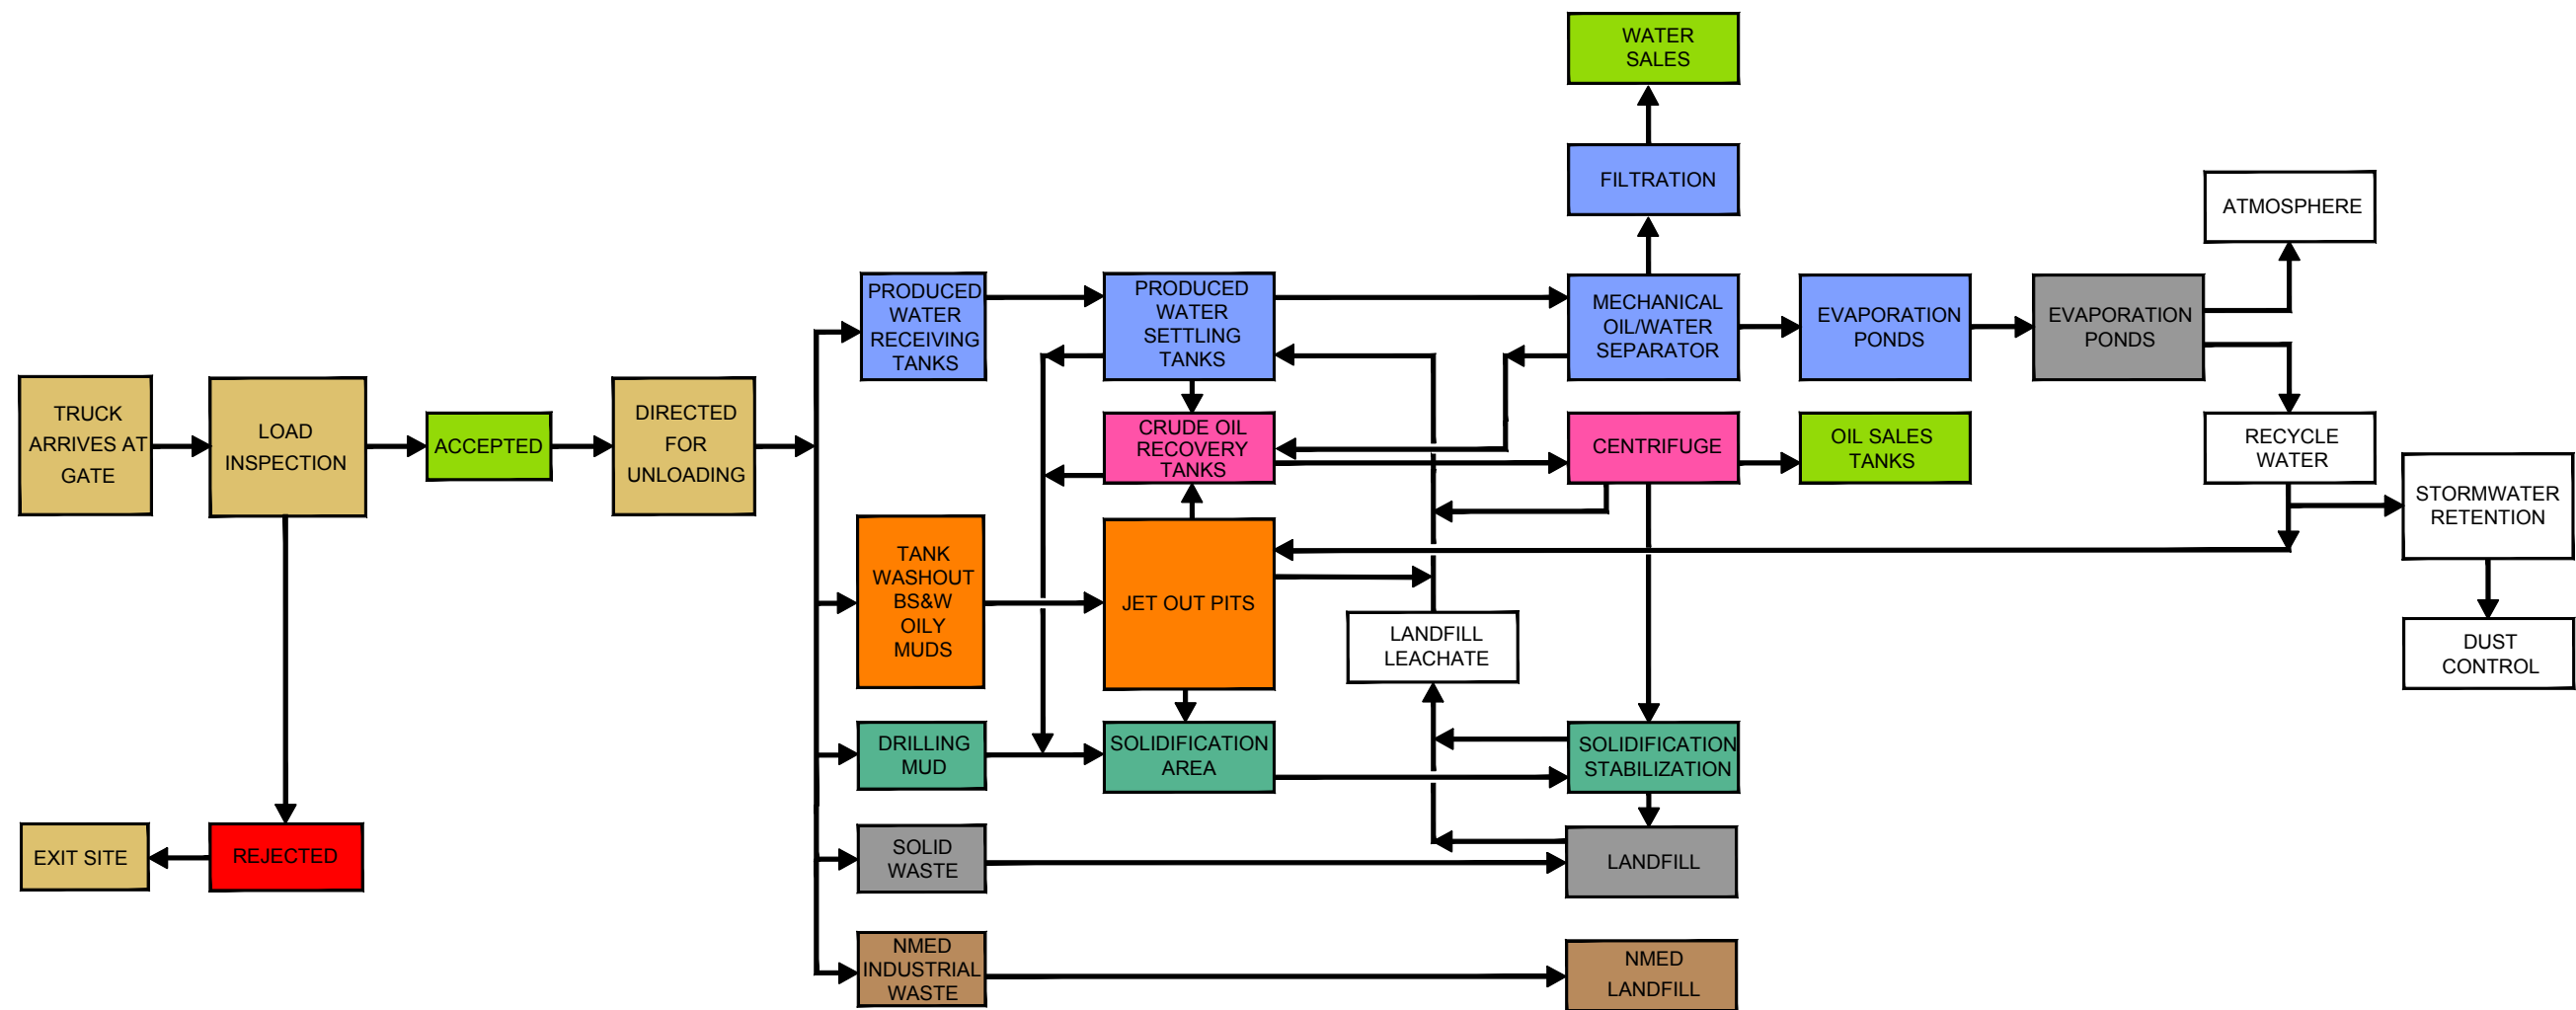 WATER
SALES
FILTRATION
ATMOSPHERE
PRODUCED
WATER
RECEIVING
TANKS
PRODUCED
WATER
SETTLING
TANKS
MECHANICAL
OIL/WATER
SEPARATOR
EVAPORATION
PONDS
EVAPORATION
PONDS
TRUCK
ARRIVES AT
GATE
LOAD
INSPECTION
ACCEPTED
DIRECTED
FOR
UNLOADING
CRUDE OIL
RECOVERY
TANKS
CENTRIFUGE
OIL SALES
TANKS
RECYCLE
WATER
STORMWATER
RETENTION
TANK
WASHOUT
BS&W
OILY
MUDS
JET OUT PITS
LANDFILL
LEACHATE
DUST
CONTROL
DRILLING
MUD
SOLIDIFICATION
AREA
SOLIDIFICATION
STABILIZATION
EXIT SITE
REJECTED
SOLID
WASTE
LANDFILL
NMED
INDUSTRIAL
WASTE
NMED
LANDFILL